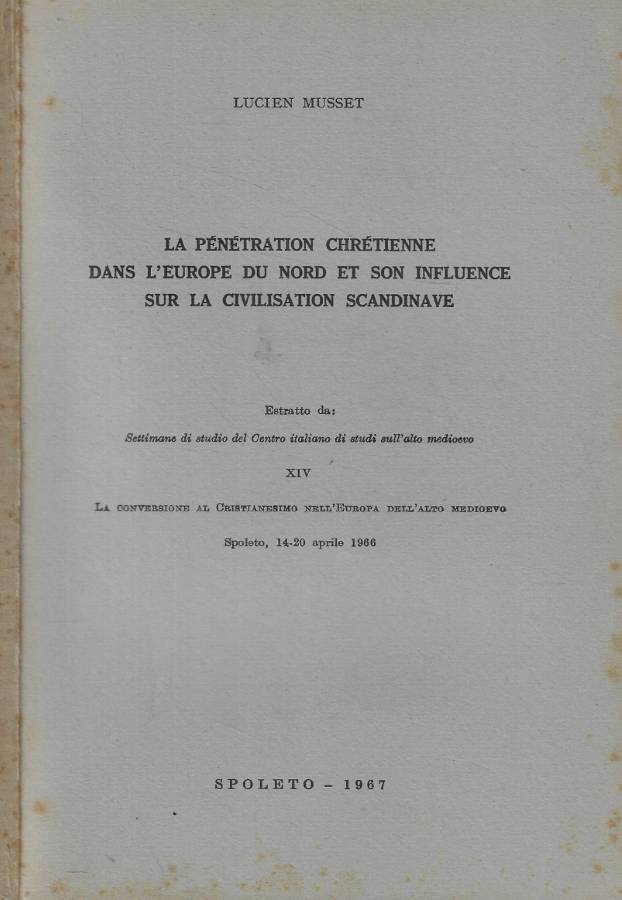 LUCIEN MUSSET
LA PÉNÉTRATION CHRÉTIENNE
DANS L'EUROPE DU NORD ET SON INFLUENCE
SUR LA CIVILISATION SCANDINAVE
Estratto da:
Settimane di studio del Centro italiano di studi sull'alto medioevo
XIV
LA CONVERSIONE AL CRISTIANESIMO NELL'EUROPA DELL'ALTO MEDIOEVO
Spoleto, 14-20 aprile 1966
SPOLETO - 1967